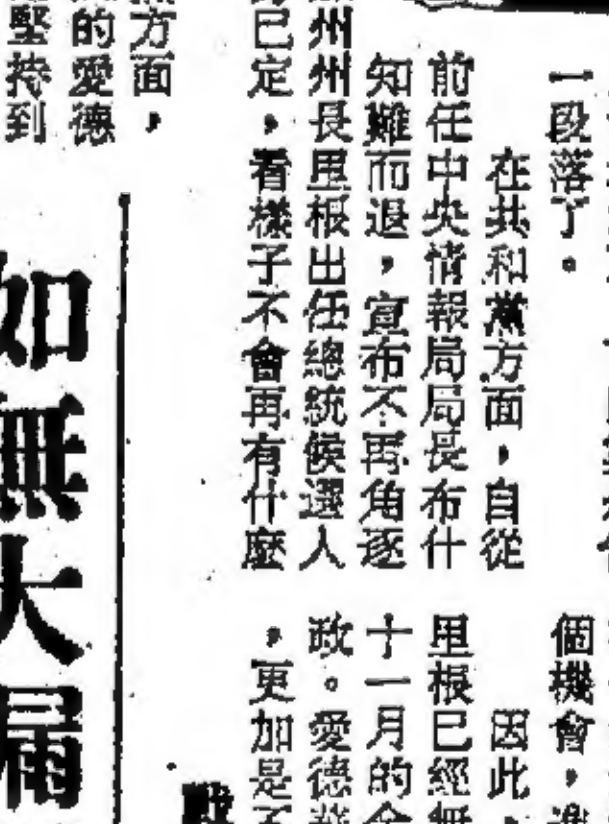 一段落了。
在共和黨方面，自從
前任中央情報局局長布什
知難而退，宣布不再角逐
州州長里根出任總統候選人
已定，看樣子不會再有什麼
方面，
的愛德
堅持到
個機會，
因此，
里根已經無
十一月的
政。愛德
，更加是不
如無大漏